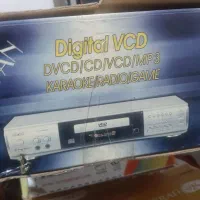 Digital VCD
DVCD/CD/VCD/MP3
KARAOKE/RADIO/GAME